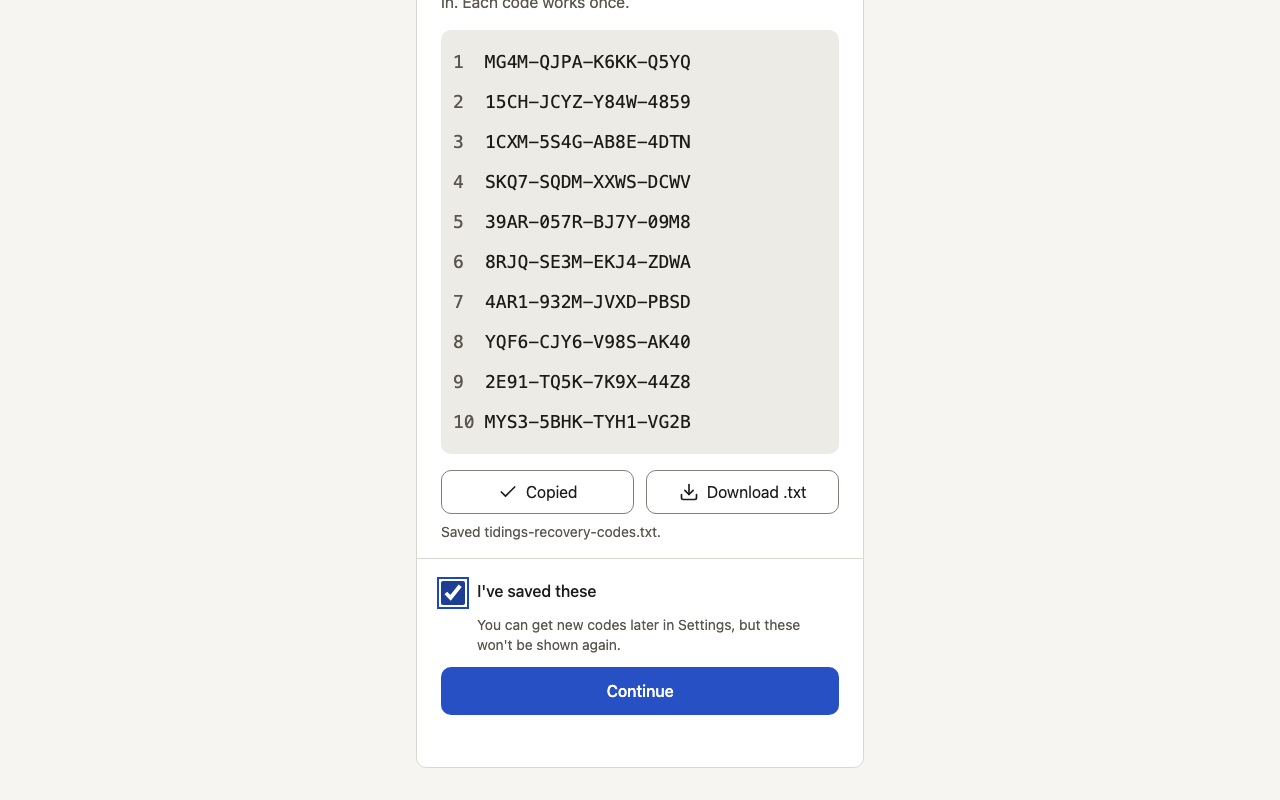 in. Each code works once.
1 MG4M-QJPA-K6KK-Q5YQ
2 15CH-JCYZ-Y84W-4859
3 1CXM-5S4G-AB8E-4DTN
4 SKQ7-SQDM-XXWS-DCWV
5 39AR-057R-BJ7Y-09M8
6 8RJQ-SE3M-EKJ4-ZDWA
7 4AR1-932M-JVXD-PBSD
8 YQF6-CJY6-V98S-AK40
9 2E91-TQ5K-7K9X-44Z8
10 MYS3-5BHK-TYH1-VG2B
Copied
Download .txt
Saved tidings-recovery-codes.txt.
I've saved these
You can get new codes later in Settings, but these
won't be shown again.
Continue